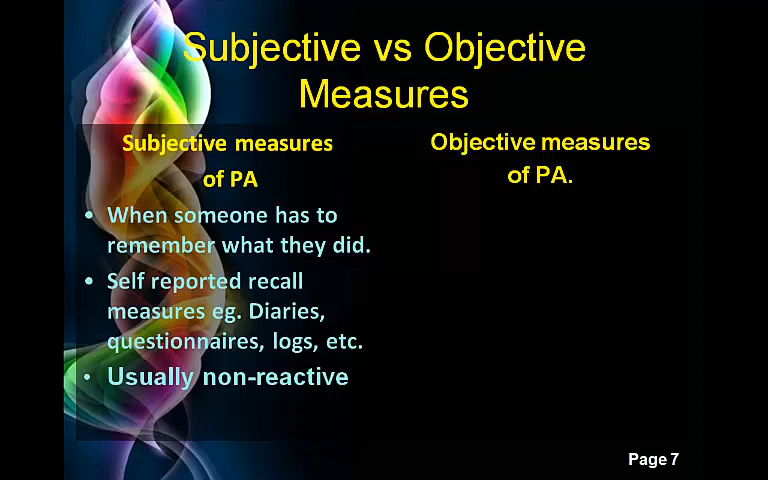 Subjective vs Objective
Measures
Subjective measures
of PA
• When someone has to
remember what they did.
• Self reported recall
measures eg. Diaries,
questionnaires, logs, etc.
• Usually non-reactive
Objective measures
of PA.
Page 7